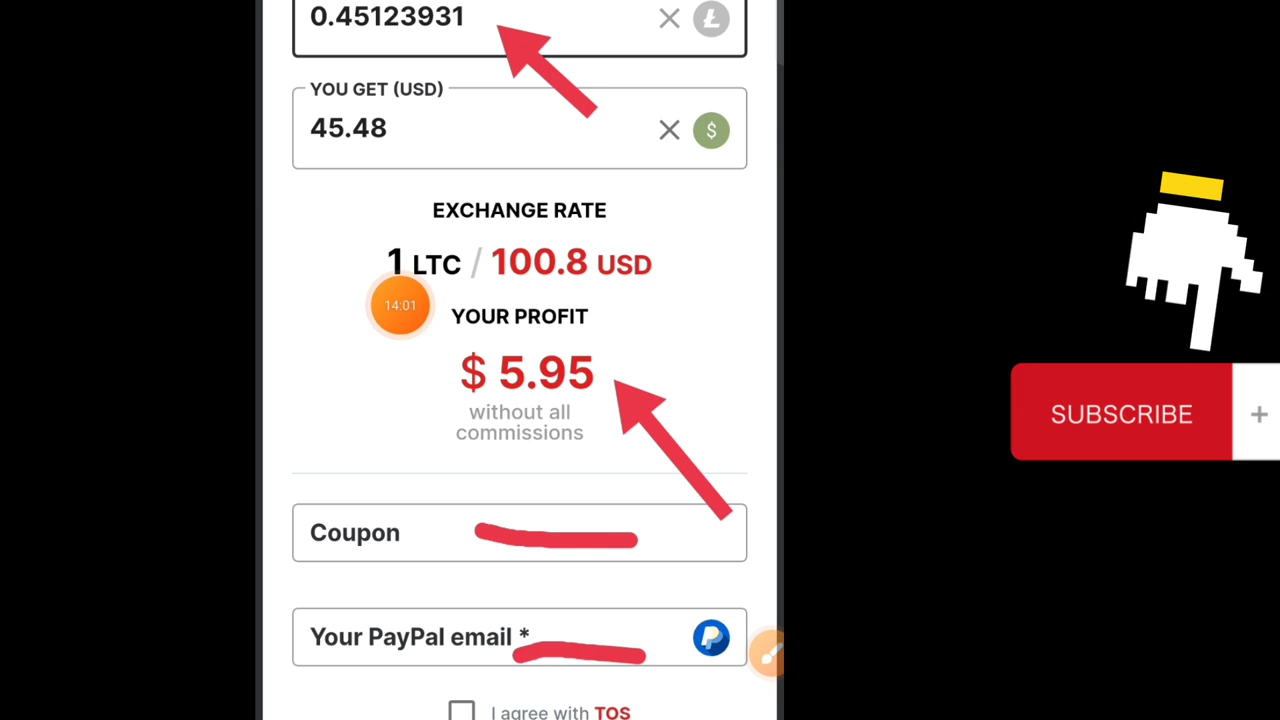 0.45123931
YOU GET (USD)
45.48
$
EXCHANGE RATE
1 LTC / 100.8 USD
14:01
YOUR PROFIT
$ 5.95
without all
commissions
SUBSCRIBE +
Coupon
Your PayPal email *
I agree with TOS